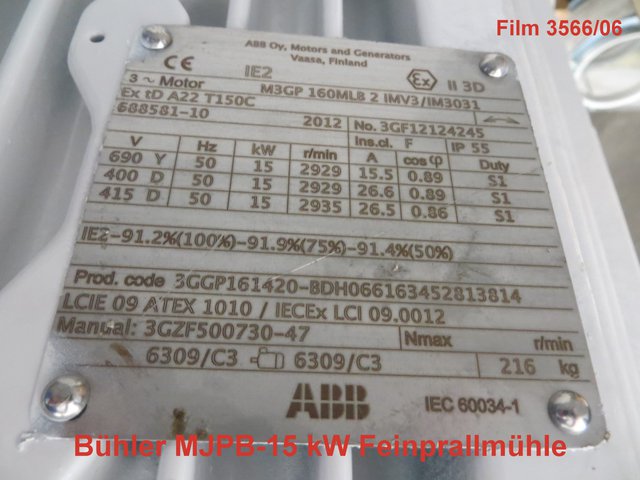 Film 3566/06
ABB Oy, Motors and Generators
Vaasa, Finland
CE IE2 Ex II 3D
3 ~ Motor M3GP 160MLB 2 IMV3/IM3031
Ex tD A22 T150C
688581-10 2012 No. 3GF12124245
Ins.cl. F IP 55
V Hz kW r/min A cos φ Duty
690 Y 50 15 2929 15.5 0.89 S1
400 D 50 15 2929 26.6 0.89 S1
415 D 50 15 2935 26.5 0.86 S1
IE2-91.2%(100%)-91.9%(75%)-91.4%(50%)
Prod. code 3GGP161420-BDH066163452813814
LCIE 09 ATEX 1010 / IECEx LCI 09.0012
Manual: 3GZF500730-47 Nmax r/min
6309/C3 6309/C3 216 kg
ABB IEC 60034-1
Bühler MJPB-15 kW Feinprallmühle